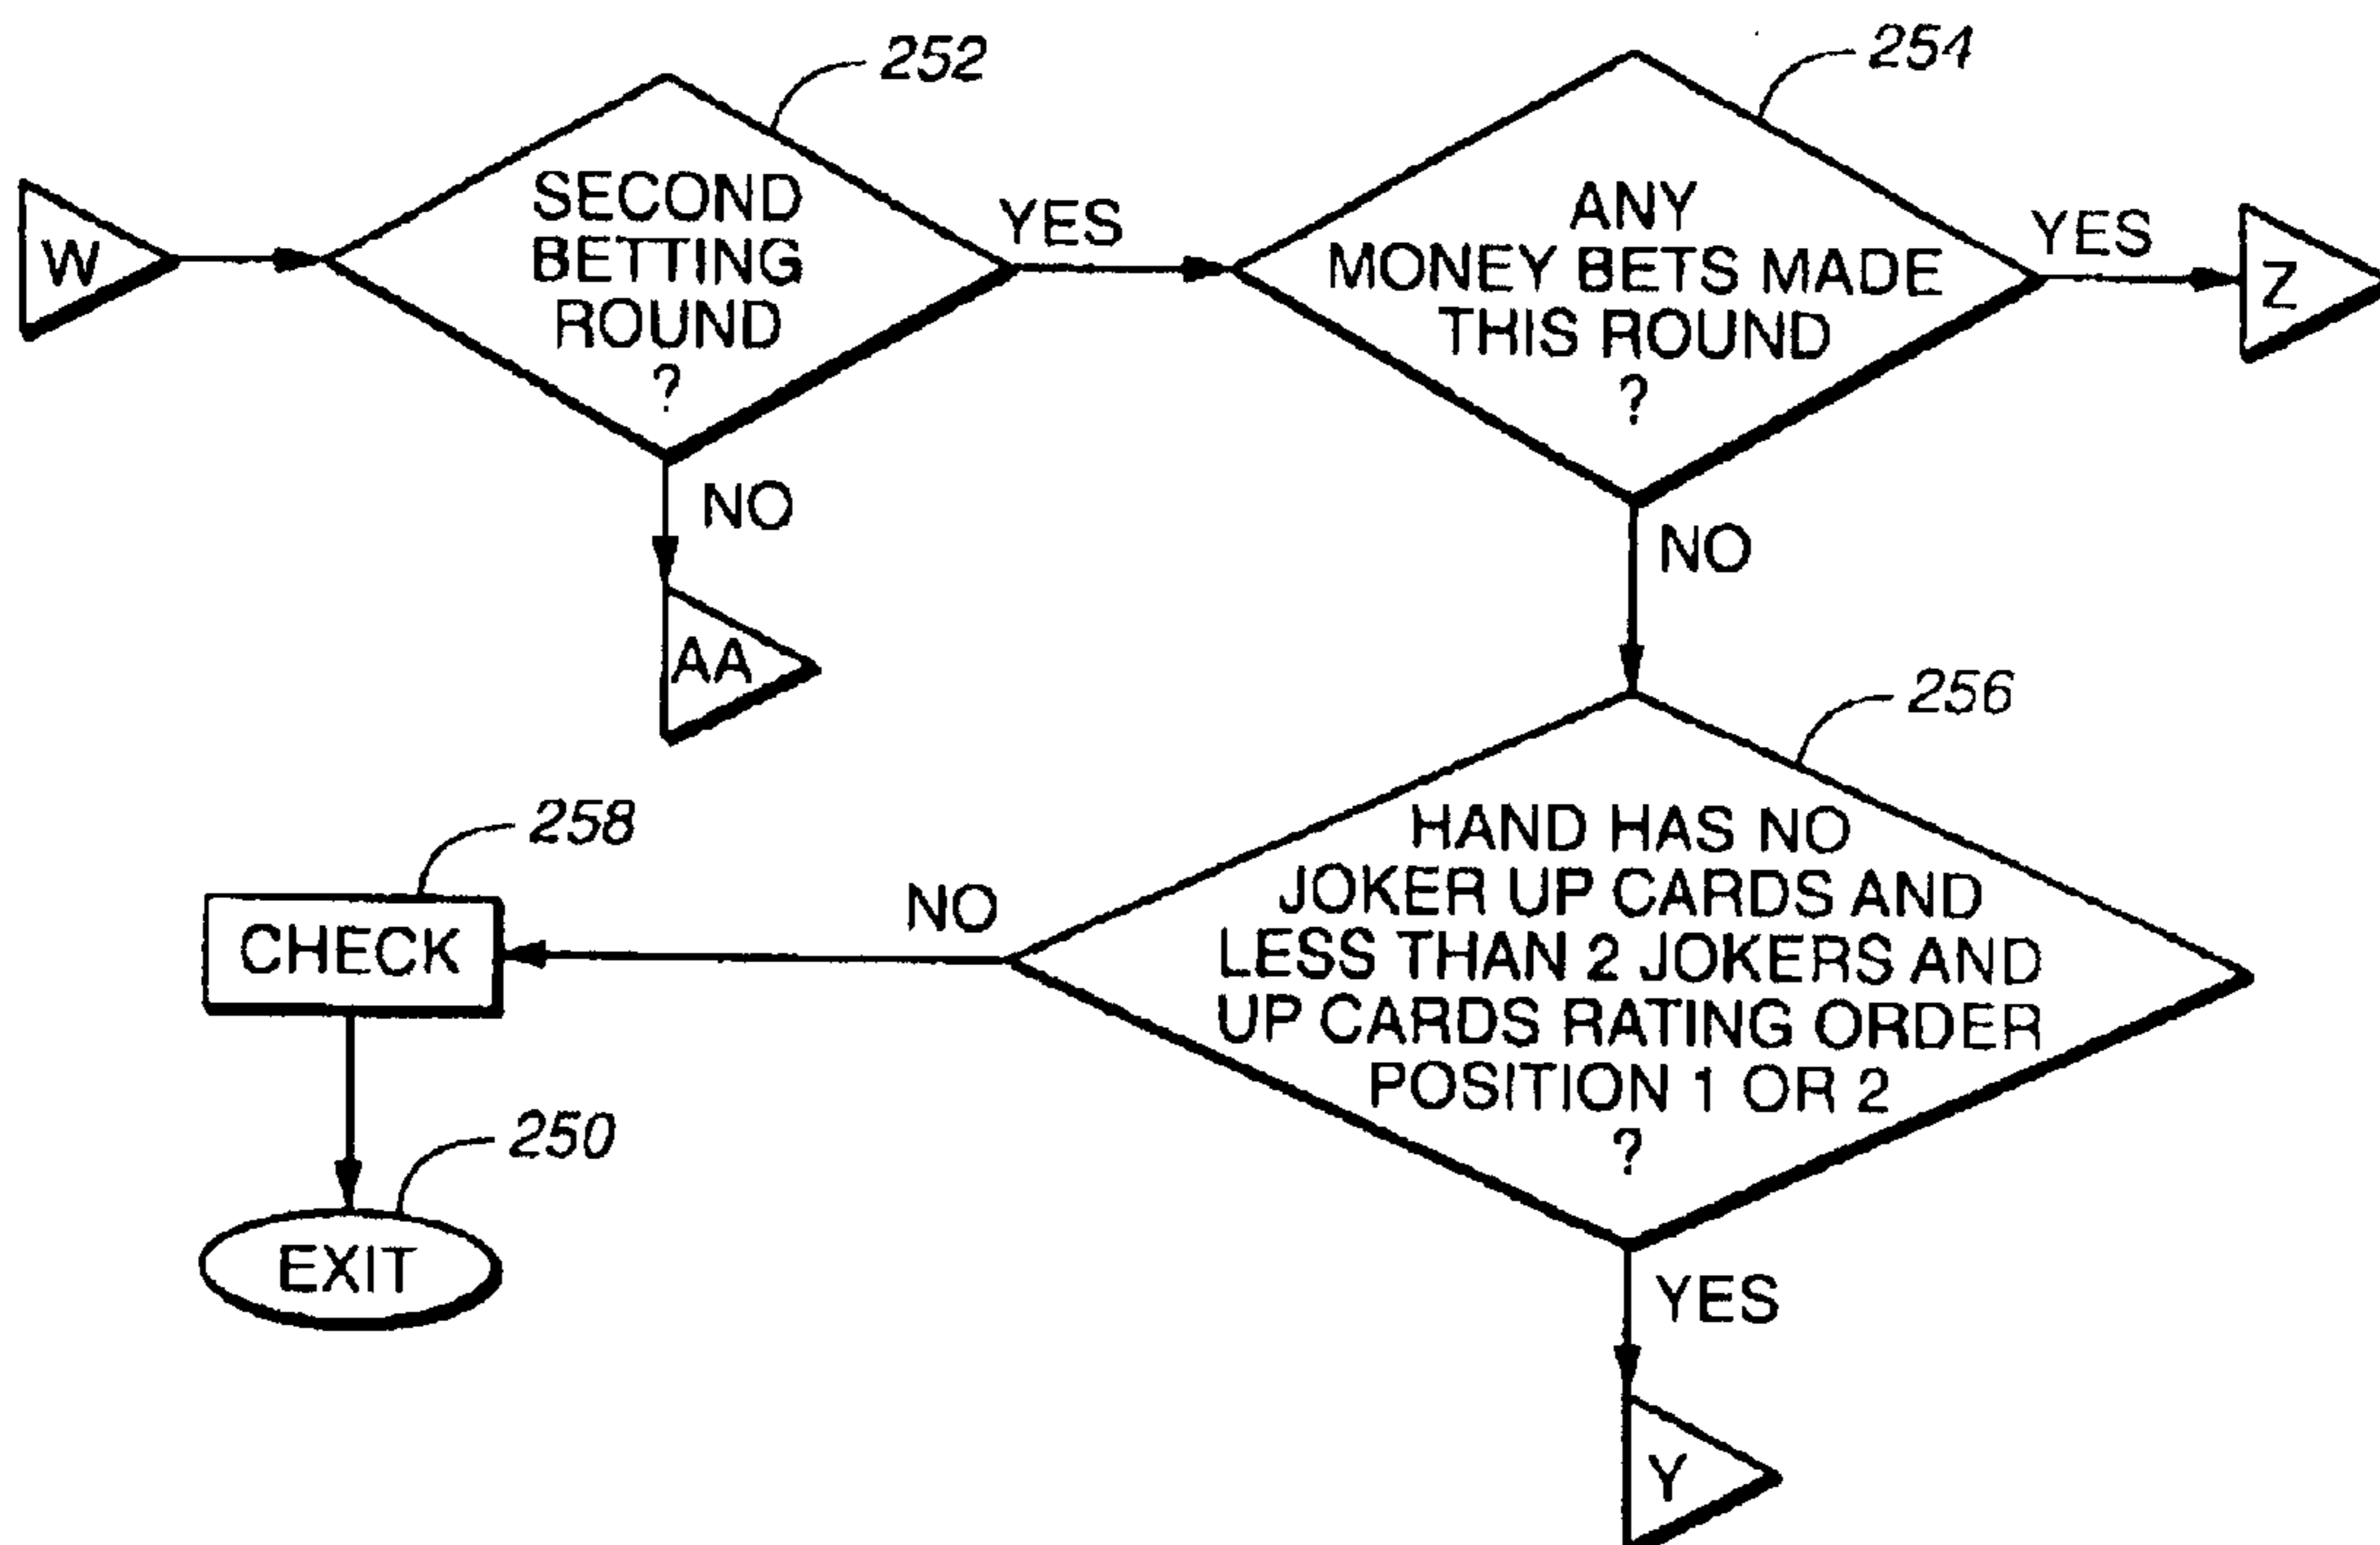 252
254
W
SECOND
BETTING
ROUND
?
YES
ANY
MONEY BETS MADE
THIS ROUND
?
YES
Z
NO
AA
NO
256
HAND HAS NO
JOKER UP CARDS AND
LESS THAN 2 JOKERS AND
UP CARDS RATING ORDER
POSITION 1 OR 2
?
NO
258
CHECK
250
EXIT
YES
Y